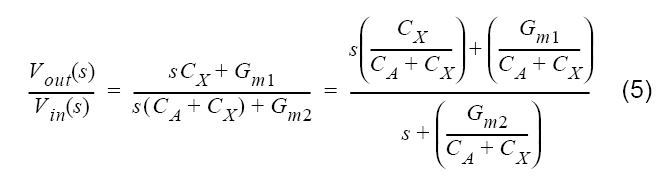 V_out(s) / V_in(s) = (sC_X + G_m1) / (s(C_A + C_X) + G_m2) = (s(C_X / (C_A + C_X)) + (G_m1 / (C_A + C_X))) / (s + (G_m2 / (C_A + C_X))) (5)